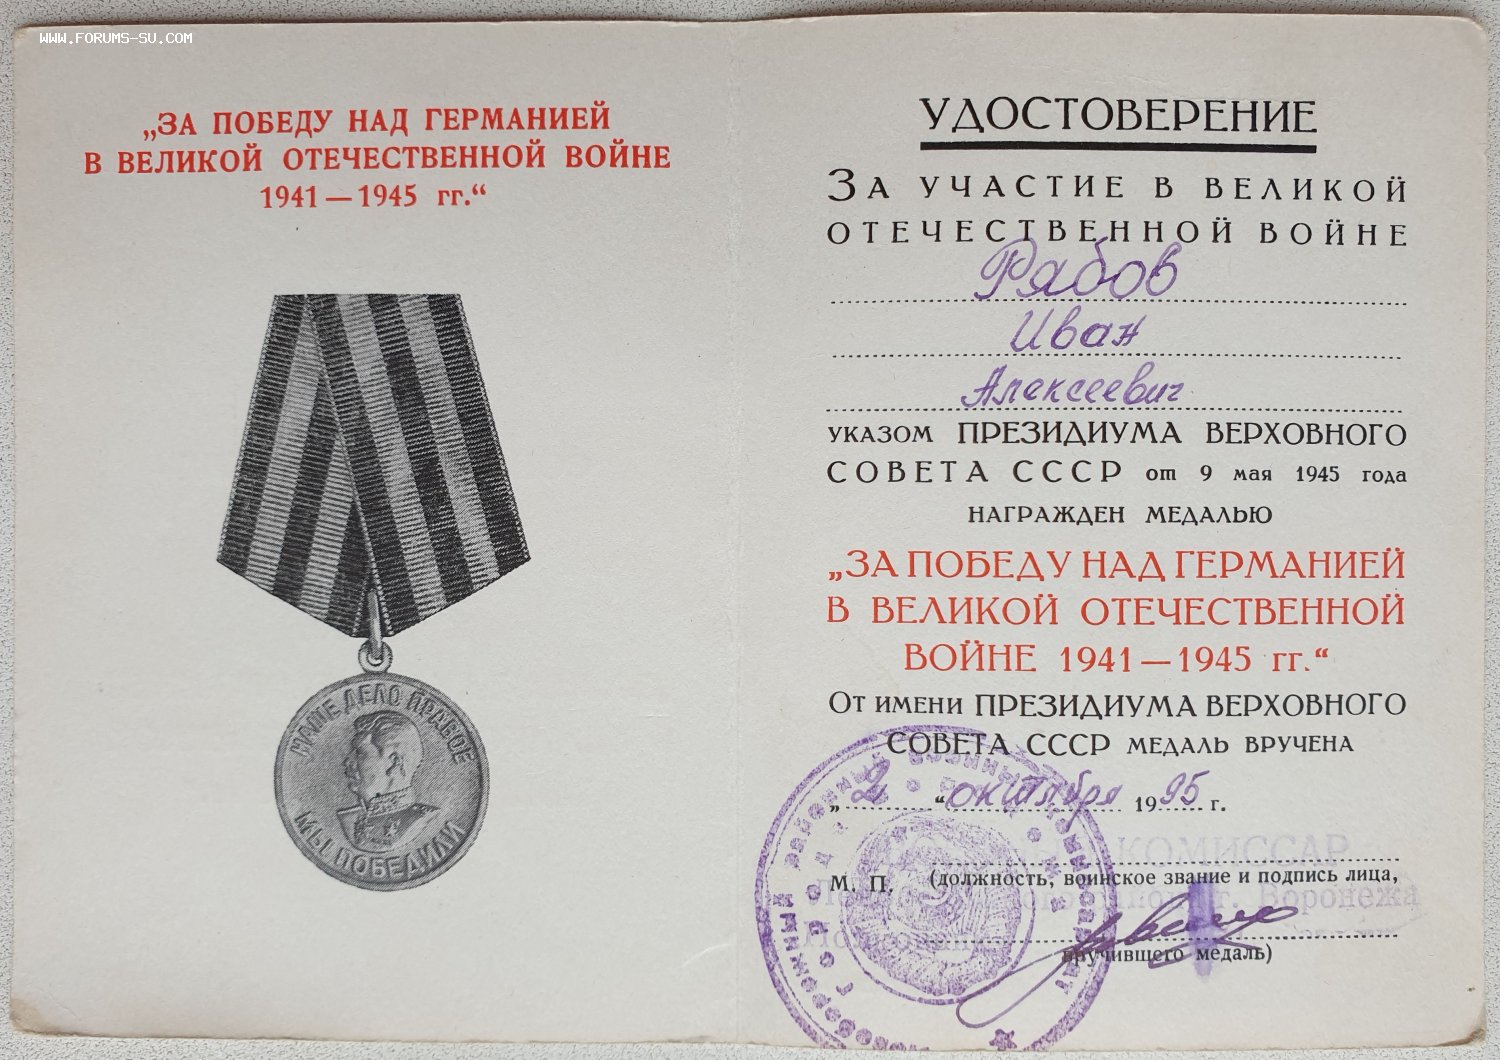 WWW.FORUMS-SU.COM
„ЗА ПОБЕДУ НАД ГЕРМАНИЕЙ
В ВЕЛИКОЙ ОТЕЧЕСТВЕННОЙ ВОЙНЕ
1941 — 1945 гг.“
НАШЕ ДЕЛО ПРАВОЕ
МЫ ПОБЕДИЛИ
УДОСТОВЕРЕНИЕ
ЗА УЧАСТИЕ В ВЕЛИКОЙ
ОТЕЧЕСТВЕННОЙ ВОЙНЕ
Рябов
Иван
Алексеевич
УКАЗОМ ПРЕЗИДИУМА ВЕРХОВНОГО
СОВЕТА СССР от 9 мая 1945 года
НАГРАЖДЕН МЕДАЛЬЮ
„ЗА ПОБЕДУ НАД ГЕРМАНИЕЙ
В ВЕЛИКОЙ ОТЕЧЕСТВЕННОЙ
ВОЙНЕ 1941 — 1945 гг.“
ОТ ИМЕНИ ПРЕЗИДИУМА ВЕРХОВНОГО
СОВЕТА СССР МЕДАЛЬ ВРУЧЕНА
„2“ октября 1995 г.
КОМИССАР
М. П. (должность, воинское звание и подпись лица,
г. Воронежа
вручившего медаль)